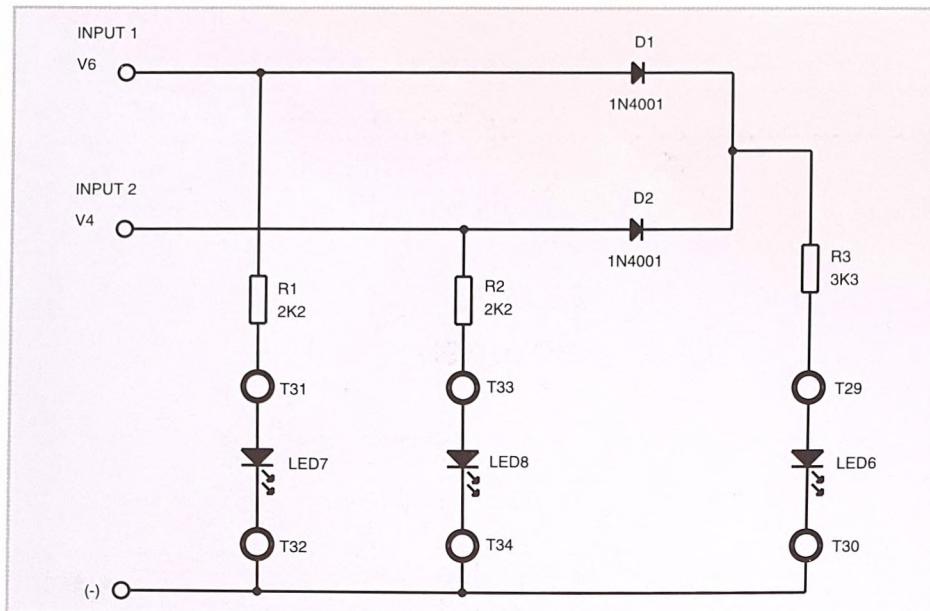 INPUT 1
V6
D1
1N4001
INPUT 2
V4
D2
1N4001
R1
2K2
R2
2K2
R3
3K3
T31
T33
T29
LED7
LED8
LED6
T32
T34
T30
(-)